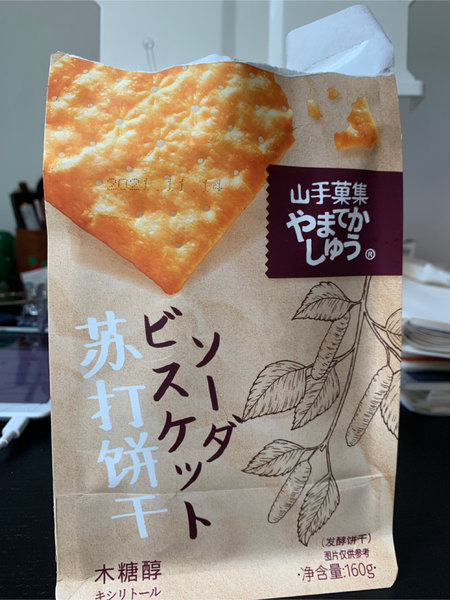 2021.11.14
山手菓集
やまてか
しゅう®
ソーダ
ビスケット
苏打饼干
木糖醇
キシリトール
(发酵饼干)
图片仅供参考
·净含量:160g·